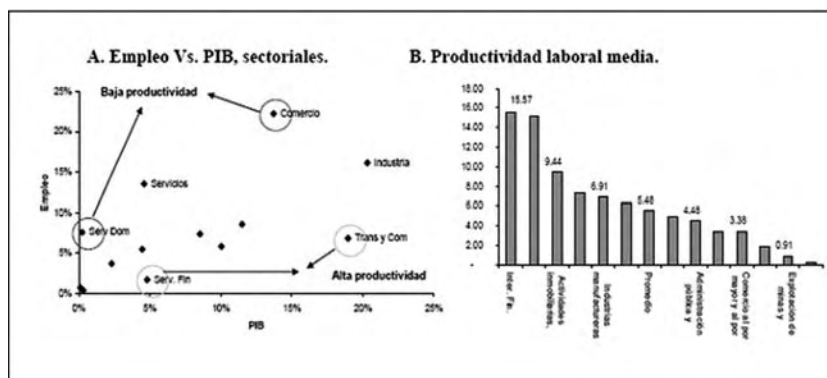 A. Empleo Vs. PIB, sectoriales.
25%
20%
15%
10%
5%
0%
Empleo
Baja productividad
Comercio
Industria
Servicios
Serv Dom
Trans y Com
Serv. Fin
Alta productividad
0%
5%
10%
15%
20%
25%
PIB
B. Productividad laboral media.
18.00
16.00
14.00
12.00
10.00
8.00
6.00
4.00
2.00
-
15.57
9.44
6.91
5.48
4.46
3.38
0.91
Inter. Fin.
Actividades
inmobiliarias.
Industrias
manufactureras
Promedio
Administración
pública y
Comercio al por
mayor y al por
Explotación de
minas y